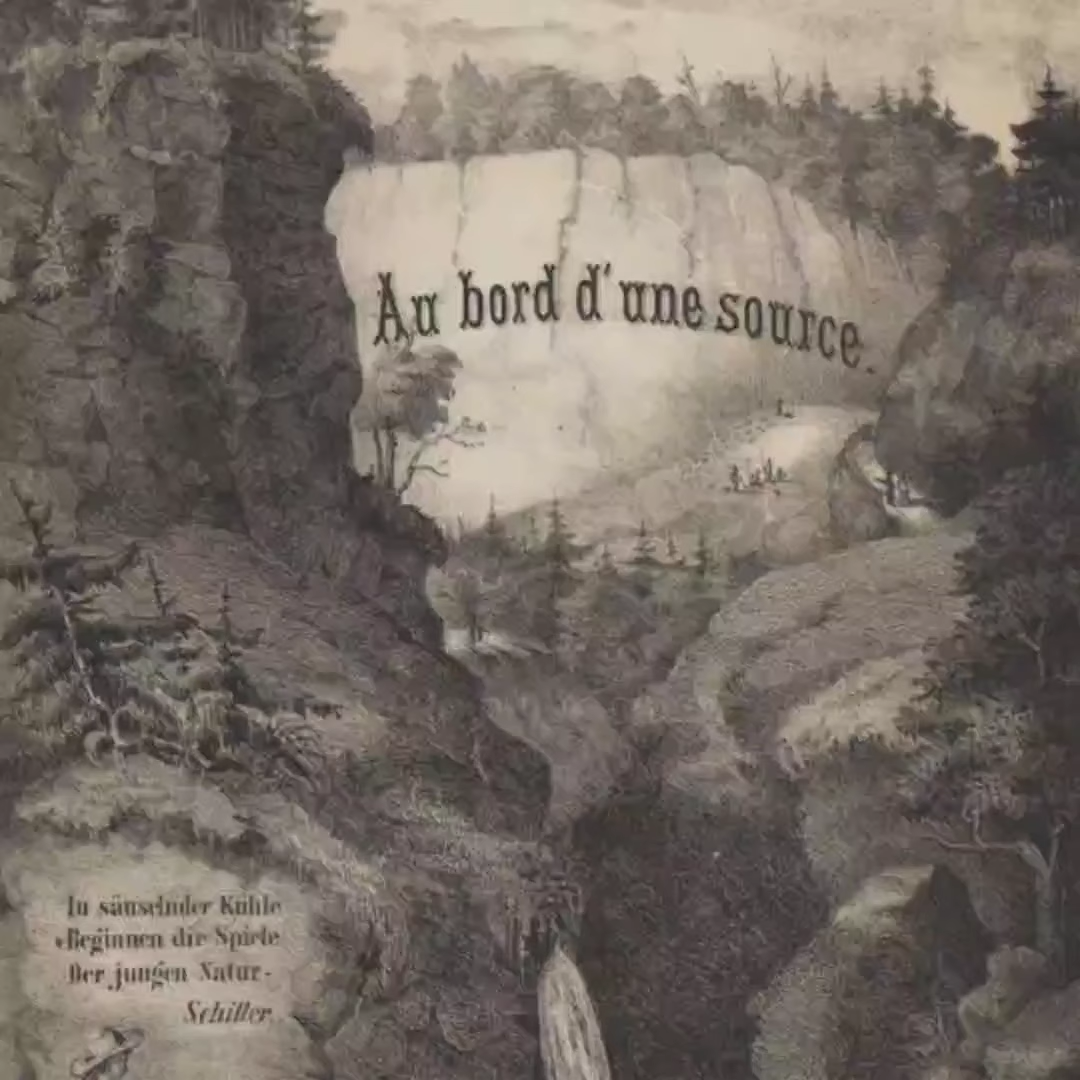 Au bord d'une source.
In säuselnder Kühle
Beginnen die Spiele
Der jungen Natur.
Schiller.